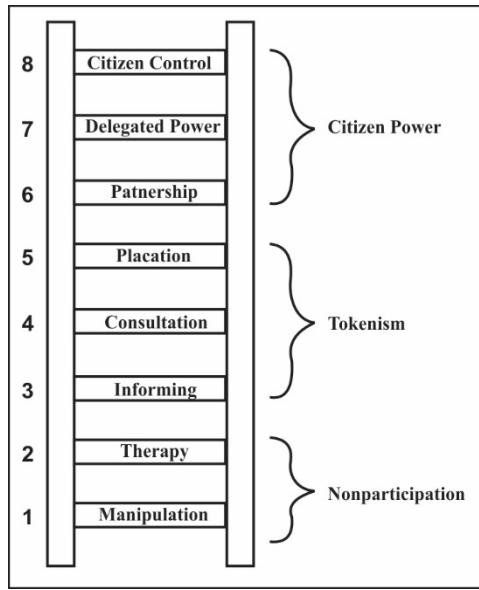 8 Citizen Control
7 Delegated Power Citizen Power
6 Patnership
5 Placation
4 Consultation Tokenism
3 Informing
2 Therapy
Nonparticipation
1 Manipulation